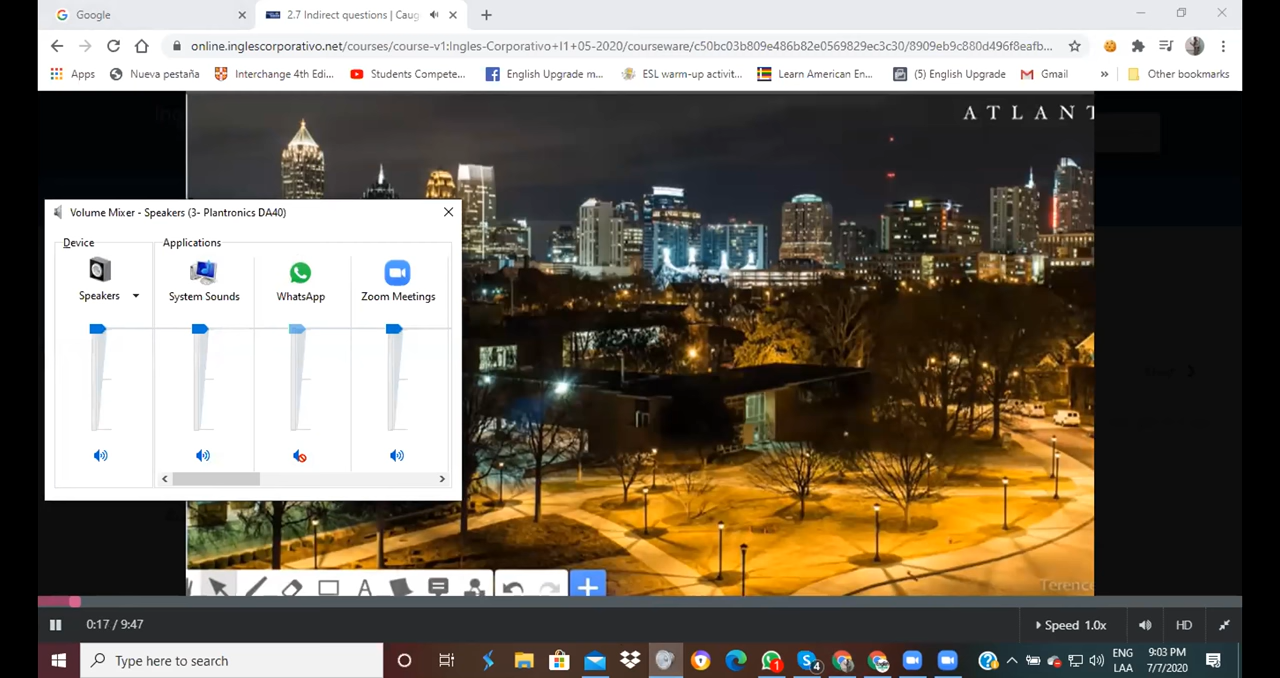 Google
2.7 Indirect questions | Caug
online.inglescorporativo.net/courses/course-v1:Ingles-Corporativo+I1+05-2020/courseware/c50bc03b809e486b82e0569829ec3c30/8909eb9c880d496f8eafb...
Apps
Nueva pestaña
Interchange 4th Edi...
Students Compete...
English Upgrade m...
ESL warm-up activit...
Learn American En...
(5) English Upgrade
Gmail
»
Other bookmarks
ATLANT
Volume Mixer - Speakers (3- Plantronics DA40)
Device
Applications
Speakers
System Sounds
WhatsApp
Zoom Meetings
Terence
0:17 / 9:47
Speed 1.0x
HD
Type here to search
1
4
ENG
LAA
9:03 PM
7/7/2020